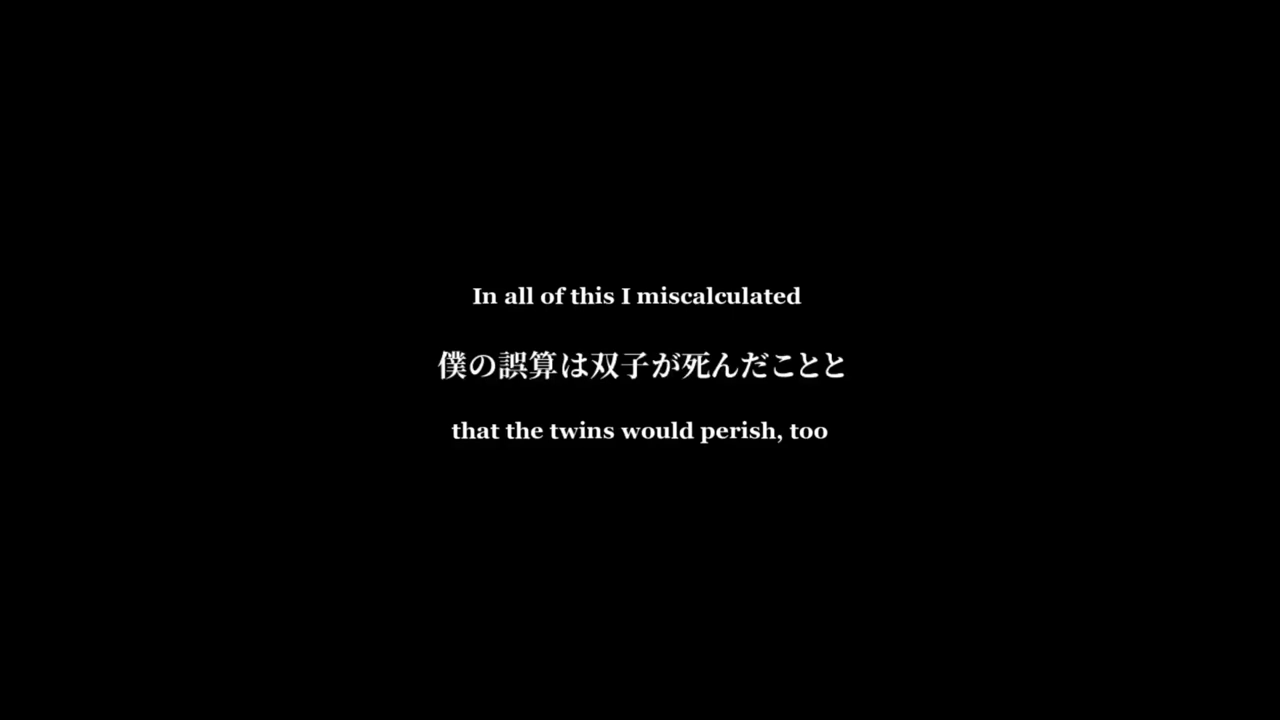 In all of this I miscalculated
僕の誤算は双子が死んだことと
that the twins would perish, too